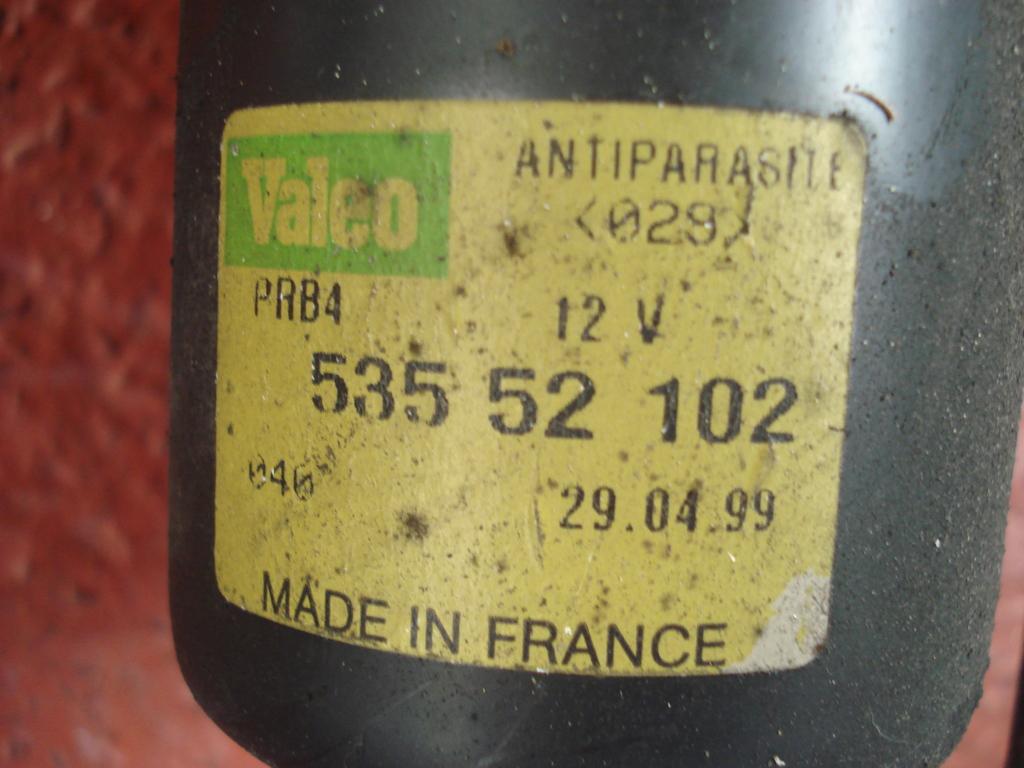 Valeo
ANTIPARASITE
<029>
PRB4
12 V
535 52 102
046
29.04.99
MADE IN FRANCE